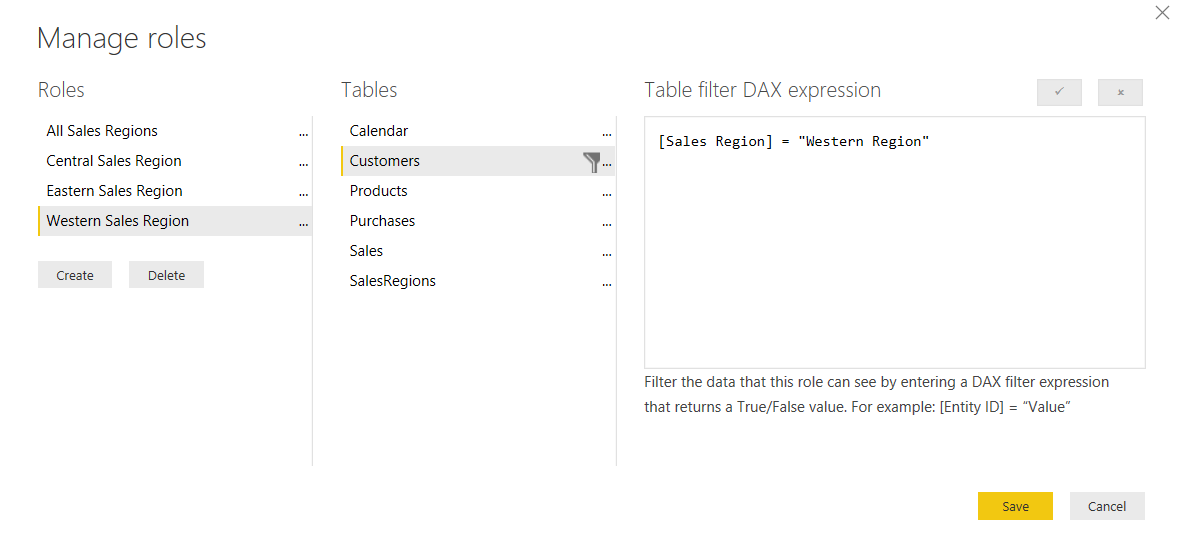 Manage roles
Roles
All Sales Regions ...
Central Sales Region ...
Eastern Sales Region ...
Western Sales Region ...
Create Delete
Tables
Calendar ...
Customers ...
Products ...
Purchases ...
Sales ...
SalesRegions ...
Table filter DAX expression
[Sales Region] = "Western Region"
Filter the data that this role can see by entering a DAX filter expression
that returns a True/False value. For example: [Entity ID] = “Value”
Save Cancel